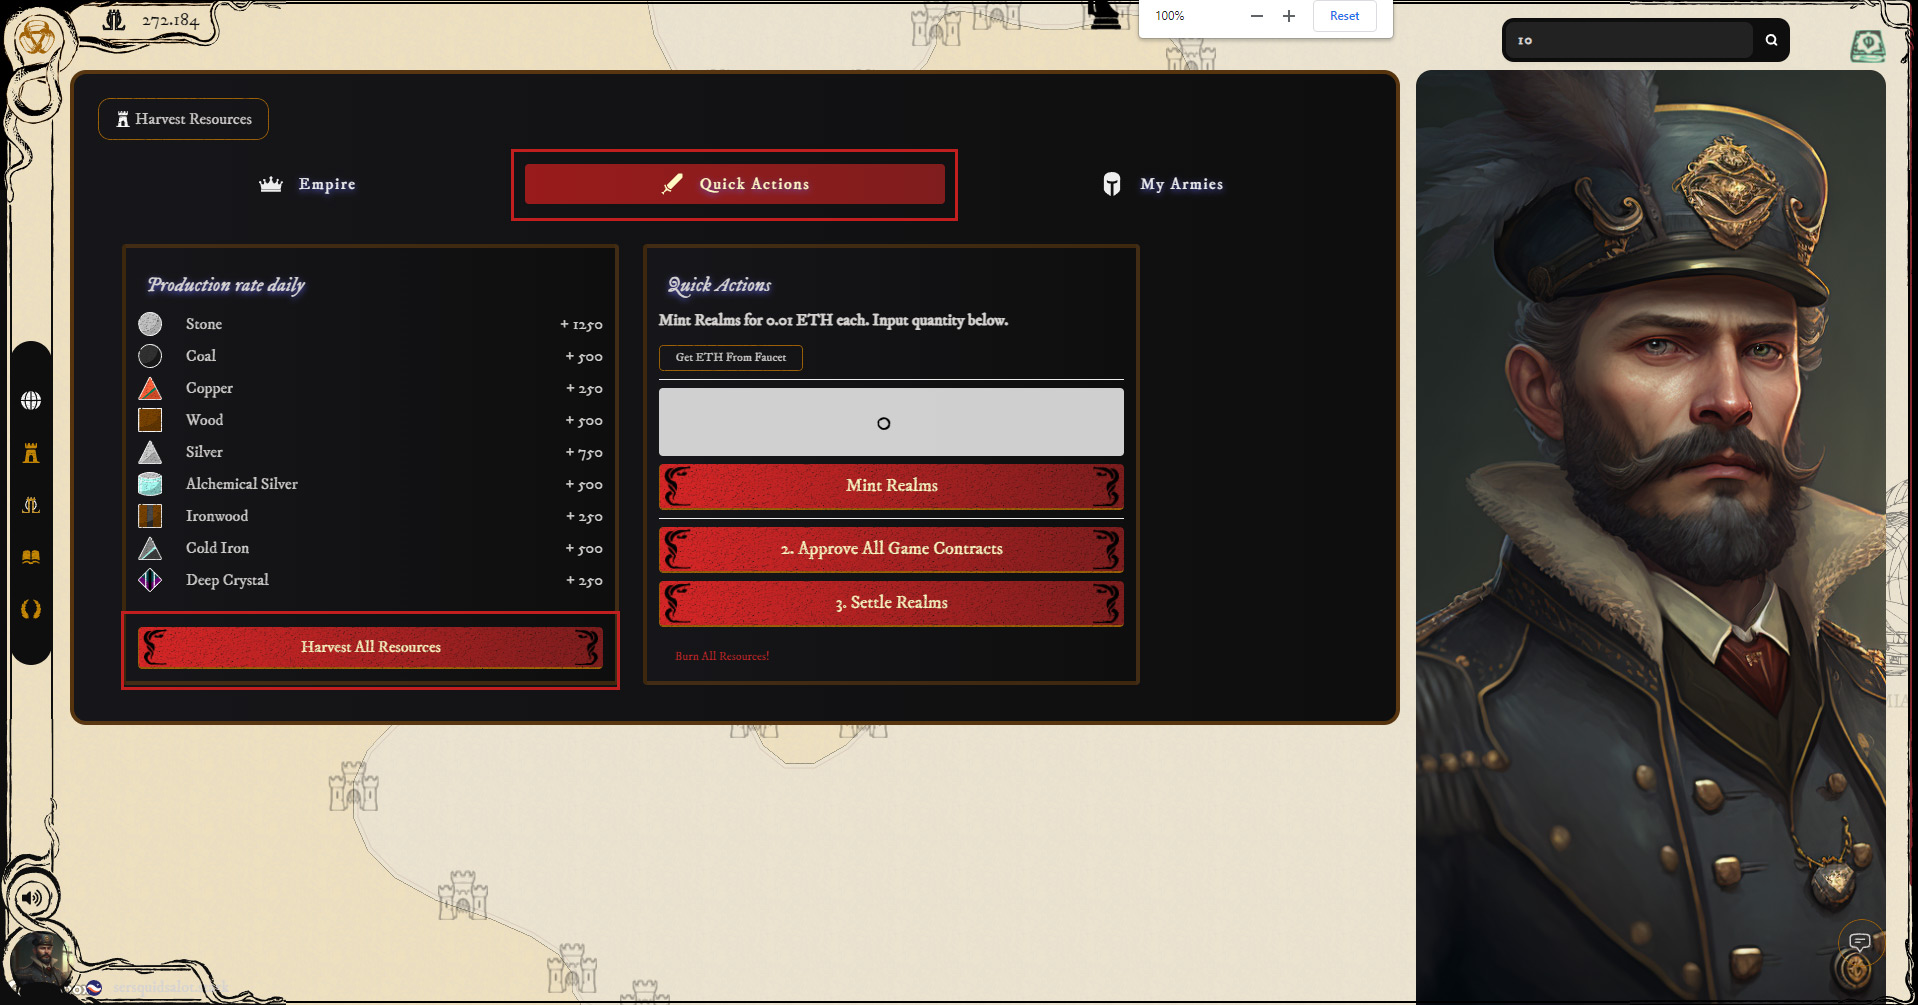 272.184
100%
Reset
10
Harvest Resources
Empire
Quick Actions
My Armies
Production rate daily
Stone + 1250
Coal + 500
Copper + 250
Wood + 500
Silver + 750
Alchemical Silver + 500
Ironwood + 250
Cold Iron + 500
Deep Crystal + 250
Harvest All Resources
Quick Actions
Mint Realms for 0.01 ETH each. Input quantity below.
Get ETH From Faucet
0
Mint Realms
2. Approve All Game Contracts
3. Settle Realms
Burn All Resources!